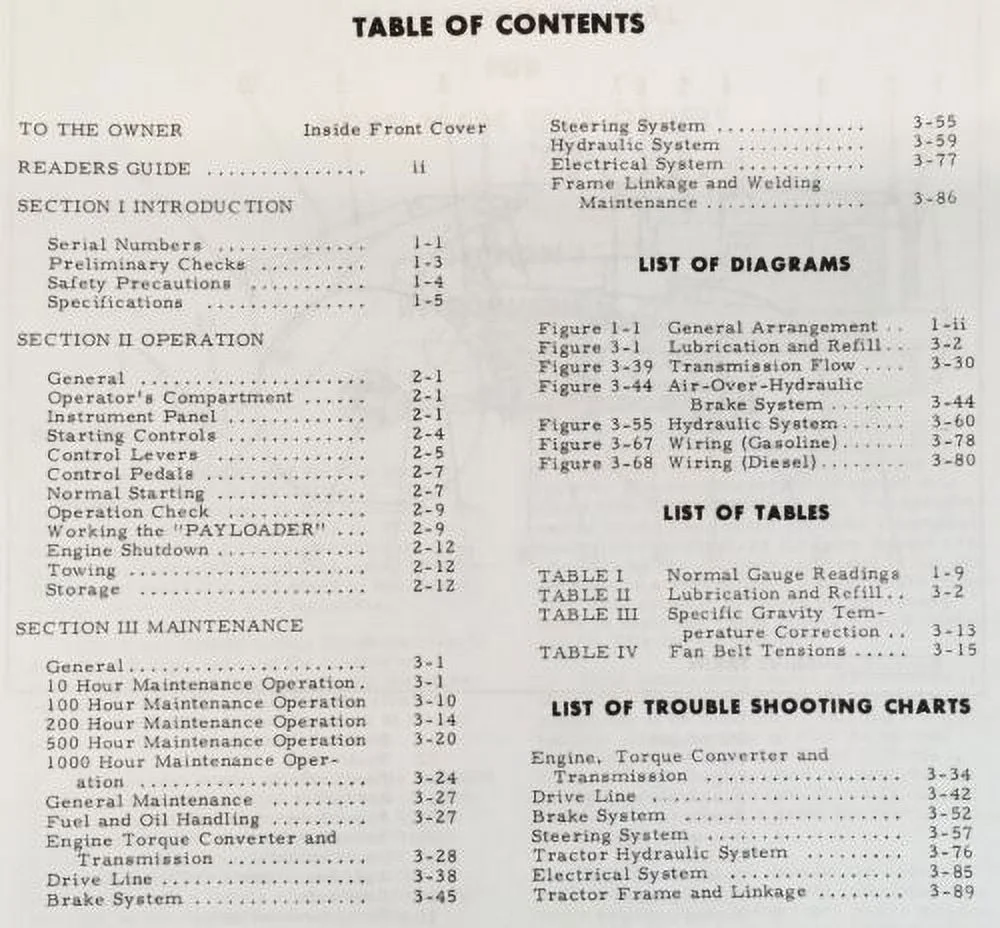 TABLE OF CONTENTS
TO THE OWNER Inside Front Cover
READERS GUIDE ............... ii
SECTION I INTRODUCTION
Serial Numbers .............. 1-1
Preliminary Checks .......... 1-3
Safety Precautions ........... 1-4
Specifications ............... 1-5
SECTION II OPERATION
General ...................... 2-1
Operator's Compartment ...... 2-1
Instrument Panel ............. 2-1
Starting Controls ............. 2-4
Control Levers .............. 2-5
Control Pedals ............... 2-7
Normal Starting .............. 2-7
Operation Check ............. 2-9
Working the "PAYLOADER" ... 2-9
Engine Shutdown .............. 2-12
Towing ....................... 2-12
Storage ...................... 2-12
SECTION III MAINTENANCE
General....................... 3-1
10 Hour Maintenance Operation. 3-1
100 Hour Maintenance Operation 3-10
200 Hour Maintenance Operation 3-14
500 Hour Maintenance Operation 3-20
1000 Hour Maintenance Oper-
ation ...................... 3-24
General Maintenance ......... 3-27
Fuel and Oil Handling ......... 3-27
Engine Torque Converter and
Transmission .............. 3-28
Drive Line .................... 3-38
Brake System ................. 3-45
Steering System .............. 3-55
Hydraulic System ............ 3-59
Electrical System ............ 3-77
Frame Linkage and Welding
Maintenance ............... 3-86
LIST OF DIAGRAMS
Figure 1-1 General Arrangement .. 1-ii
Figure 3-1 Lubrication and Refill.. 3-2
Figure 3-39 Transmission Flow .... 3-30
Figure 3-44 Air-Over-Hydraulic
Brake System ....... 3-44
Figure 3-55 Hydraulic System...... 3-60
Figure 3-67 Wiring (Gasoline)...... 3-78
Figure 3-68 Wiring (Diesel)........ 3-80
LIST OF TABLES
TABLE I Normal Gauge Readings 1-9
TABLE II Lubrication and Refill.. 3-2
TABLE III Specific Gravity Tem-
perature Correction .. 3-13
TABLE IV Fan Belt Tensions ..... 3-15
LIST OF TROUBLE SHOOTING CHARTS
Engine, Torque Converter and
Transmission .................. 3-34
Drive Line ....................... 3-42
Brake System .................... 3-52
Steering System .................. 3-57
Tractor Hydraulic System ......... 3-76
Electrical System ................ 3-85
Tractor Frame and Linkage ........ 3-89